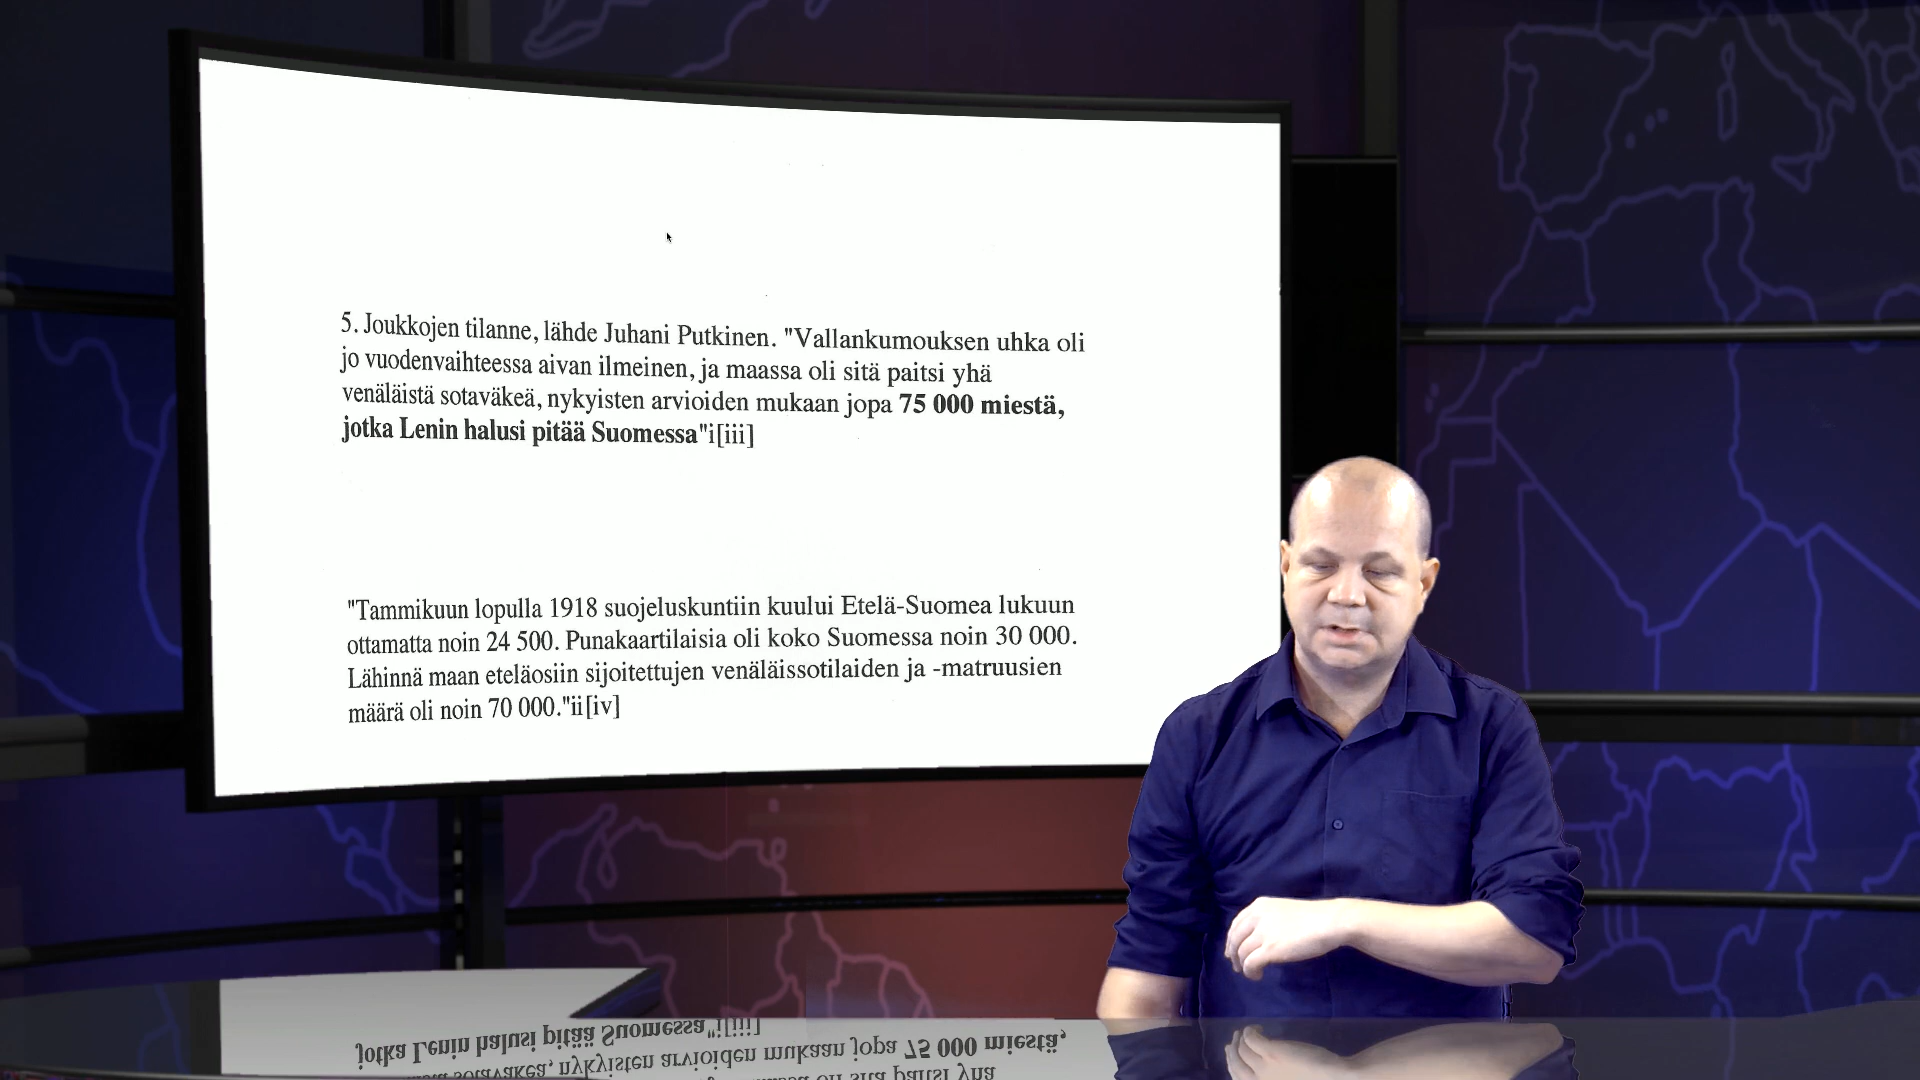 5. Joukkojen tilanne, lähde Juhani Putkinen. "Vallankumouksen uhka oli
jo vuodenvaihteessa aivan ilmeinen, ja maassa oli sitä paitsi yhä
venäläistä sotaväkeä, nykyisten arvioiden mukaan jopa 75 000 miestä,
jotka Lenin halusi pitää Suomessa"i[iii]
"Tammikuun lopulla 1918 suojeluskuntiin kuului Etelä-Suomea lukuun
ottamatta noin 24 500. Punakaartilaisia oli koko Suomessa noin 30 000.
Lähinnä maan eteläosiin sijoitettujen venäläissotilaiden ja -matruusien
määrä oli noin 70 000."ii[iv]